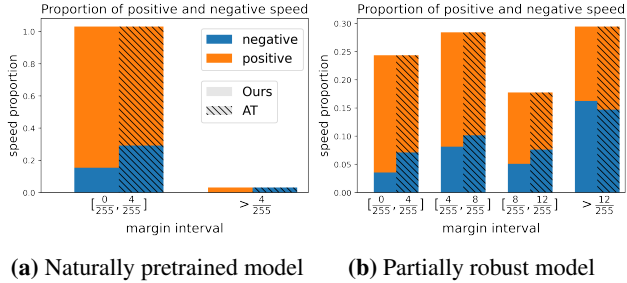 Proportion of positive and negative speed
speed proportion
1.0
0.8
0.6
0.4
0.2
0.0
negative
positive
Ours
AT
[0/255, 4/255]
> 4/255
margin interval
(a) Naturally pretrained model
Proportion of positive and negative speed
speed proportion
0.30
0.25
0.20
0.15
0.10
0.05
0.00
[0/255, 4/255]
[4/255, 8/255]
[8/255, 12/255]
> 12/255
margin interval
(b) Partially robust model